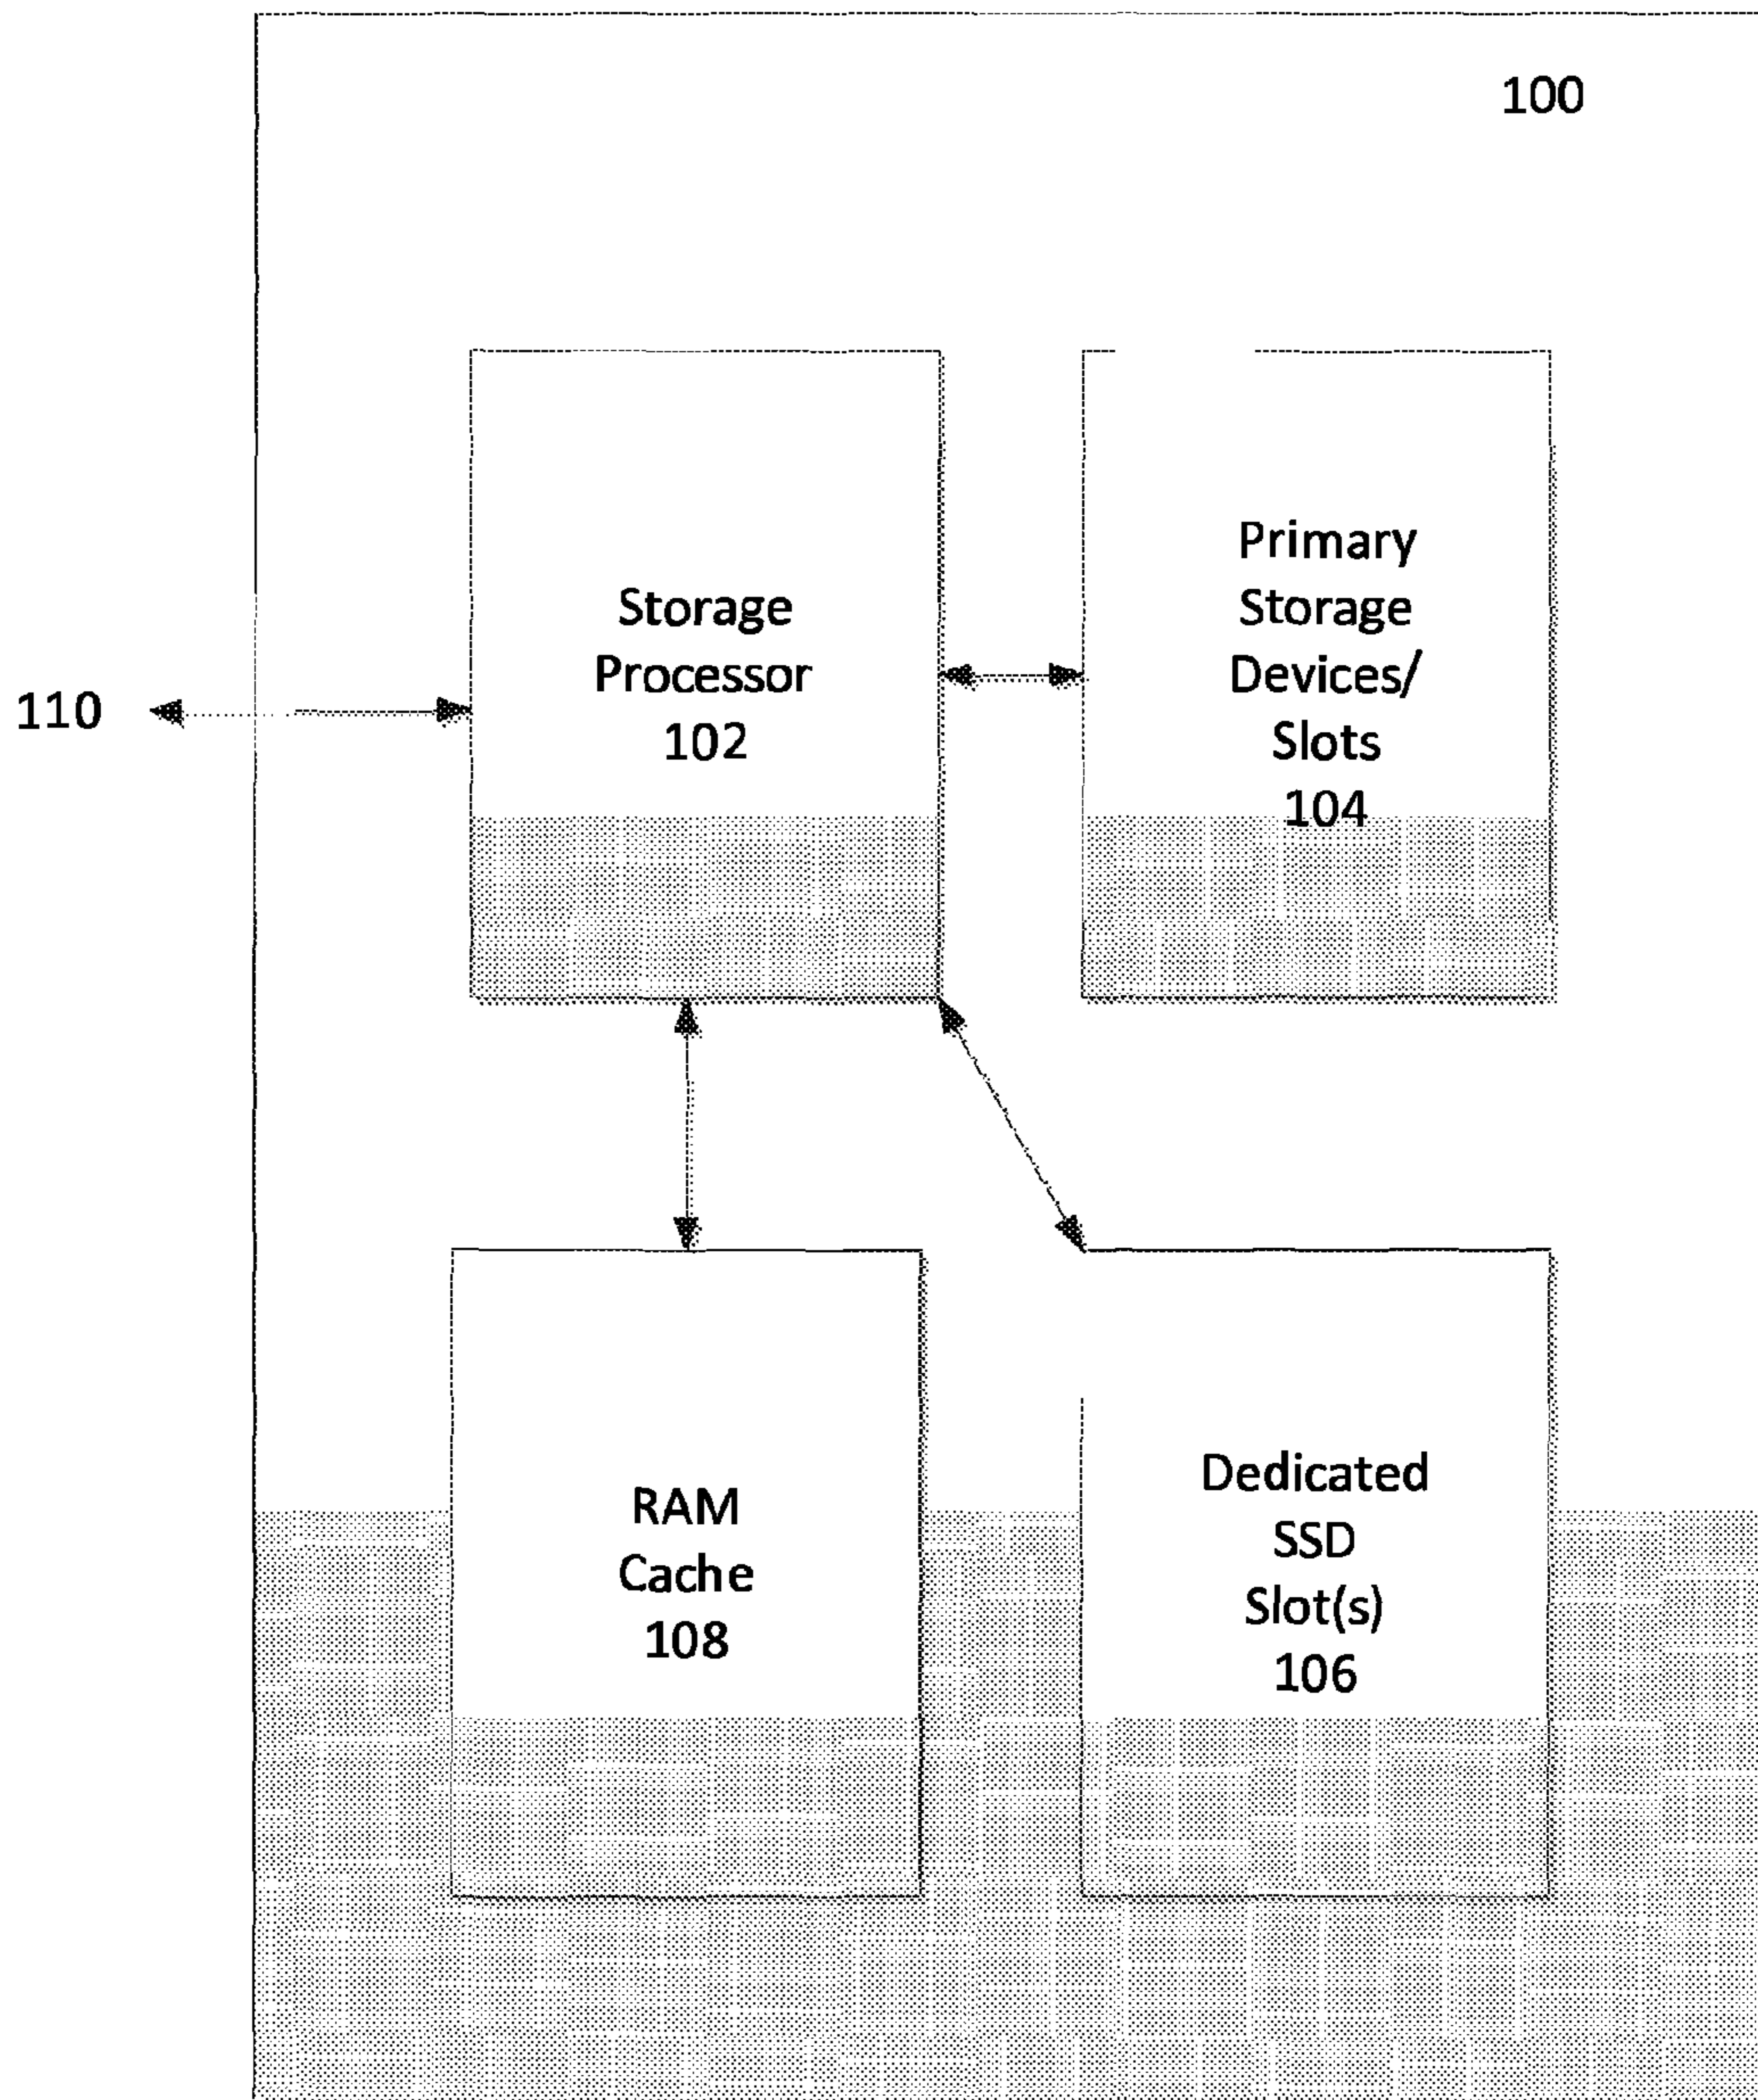 100
Storage
Processor
102
Primary
Storage
Devices/
Slots
104
110
RAM
Cache
108
Dedicated
SSD
Slot(s)
106